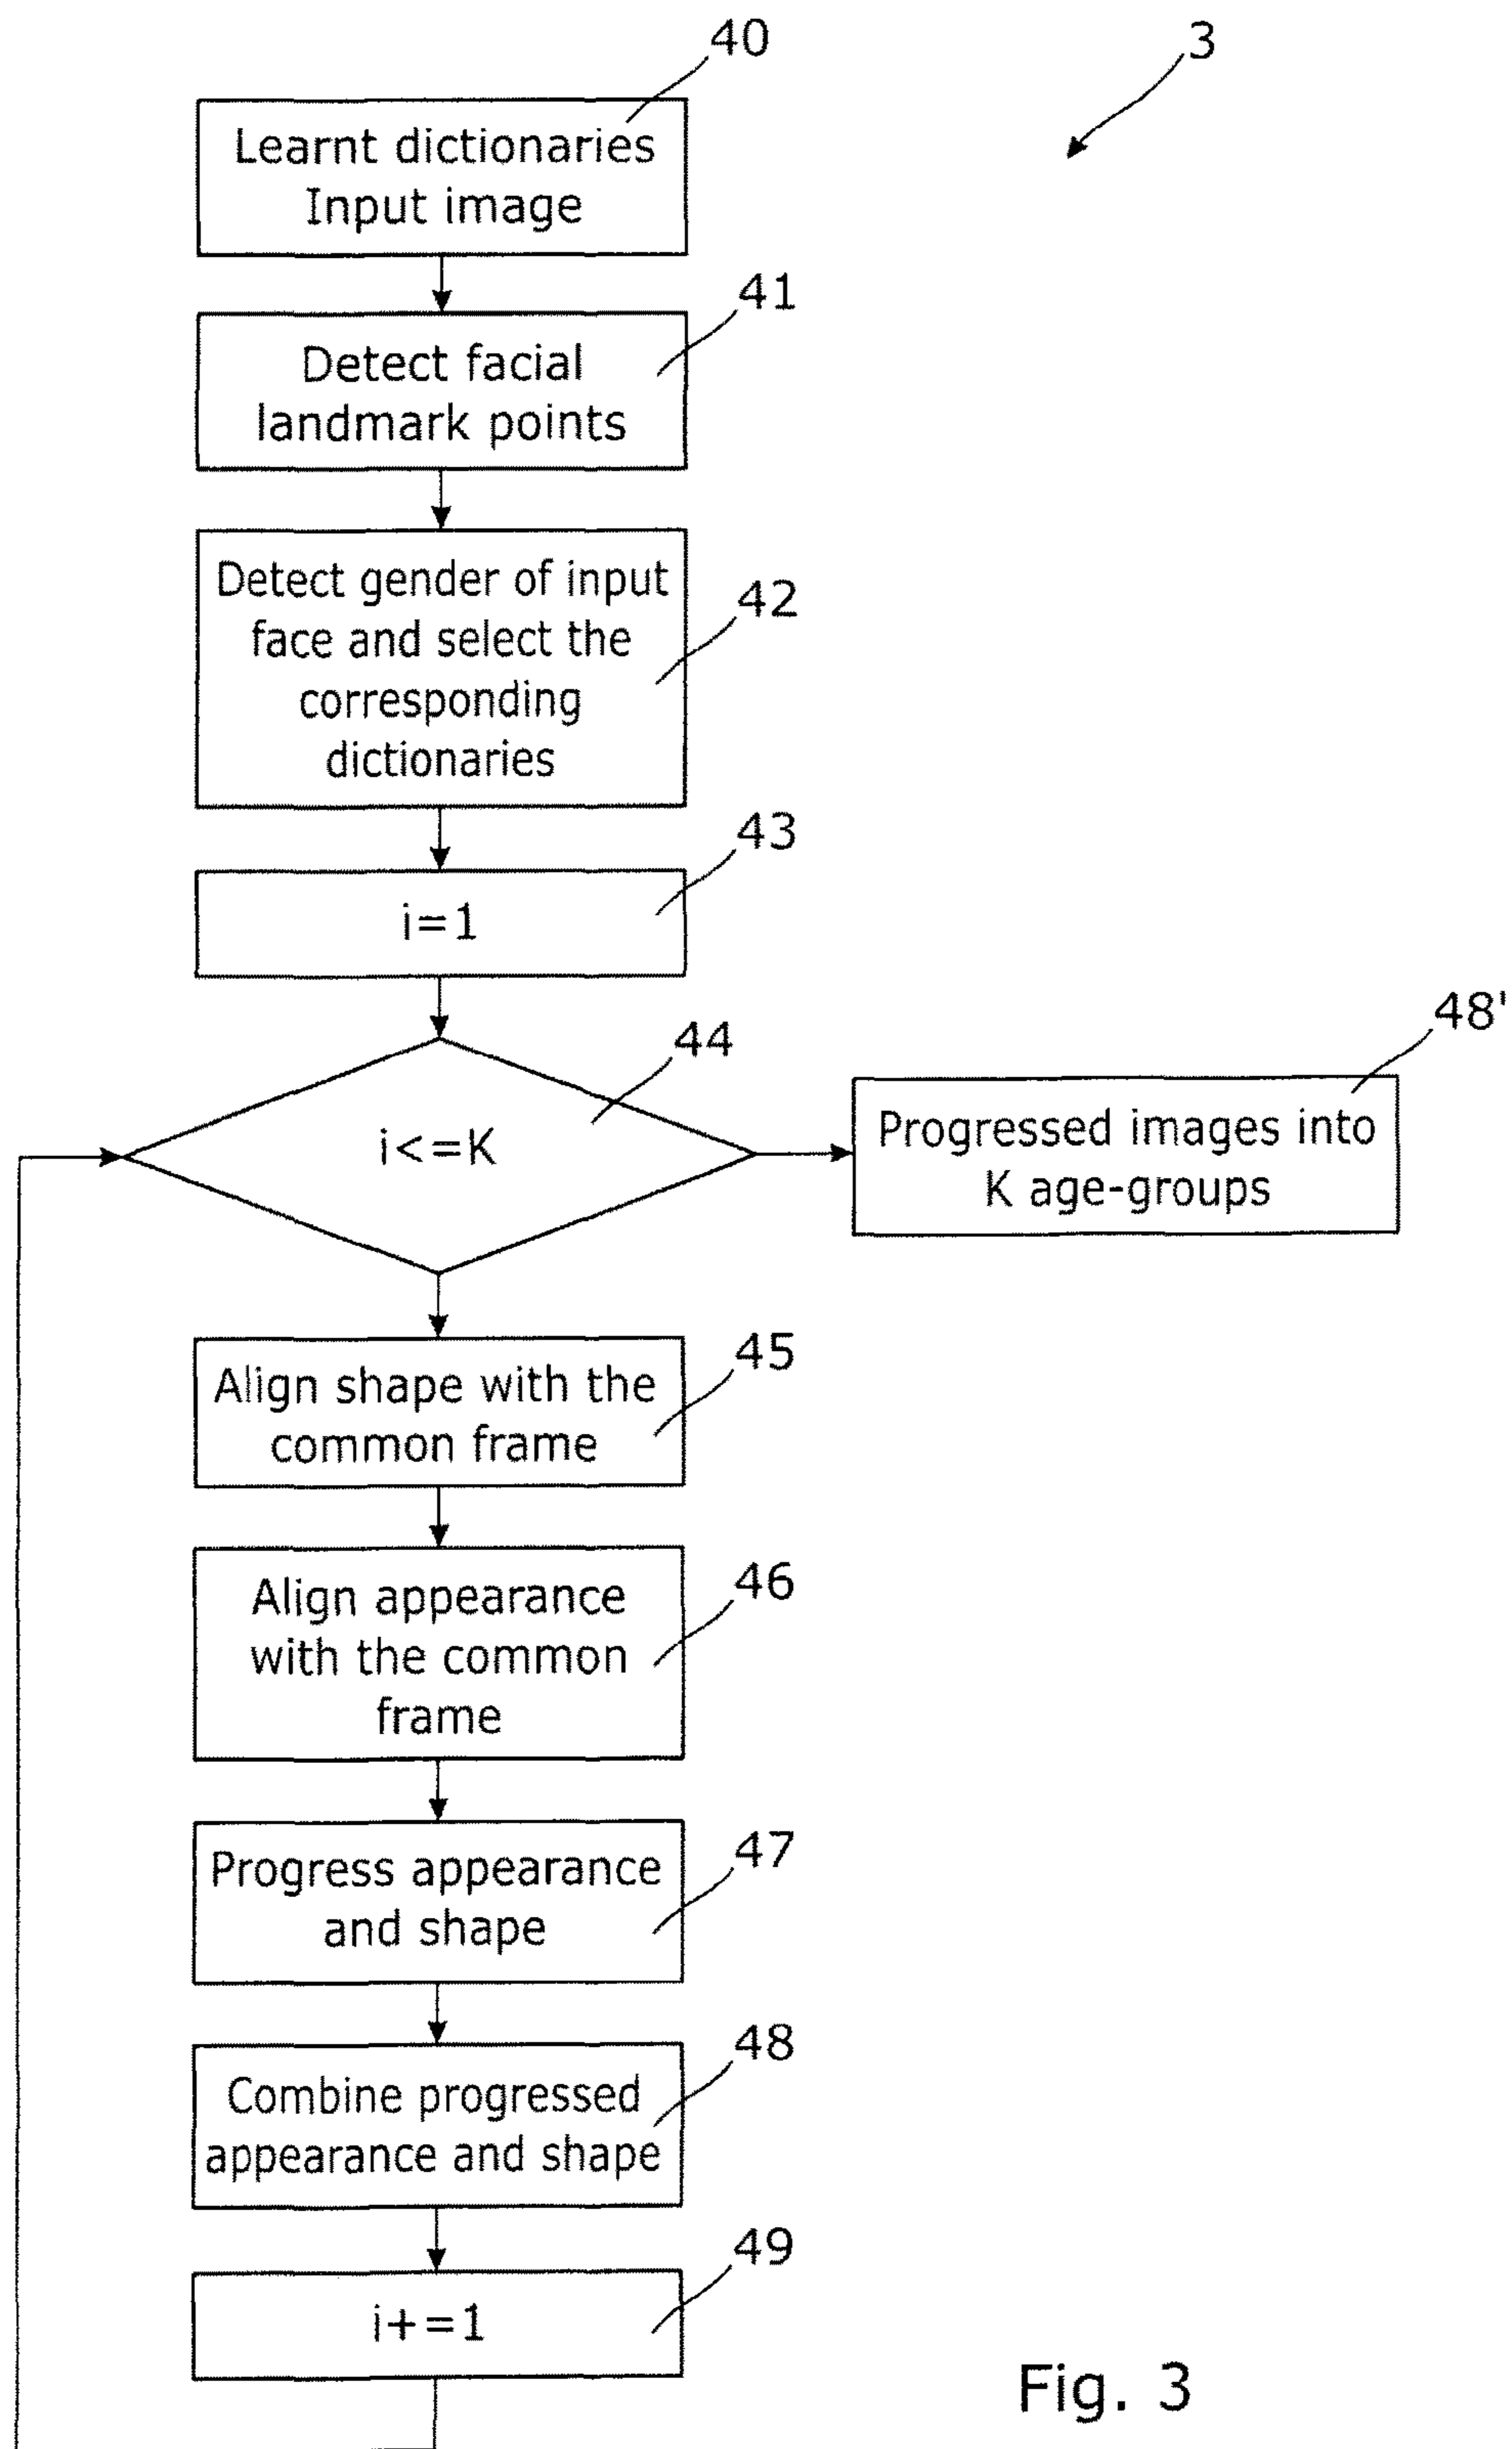 40
3
Learnt dictionaries
Input image
41
Detect facial
landmark points
42
Detect gender of input
face and select the
corresponding
dictionaries
43
i=1
44
i<=K
48'
Progressed images into
K age-groups
45
Align shape with the
common frame
46
Align appearance
with the common
frame
47
Progress appearance
and shape
48
Combine progressed
appearance and shape
49
i+=1
Fig. 3